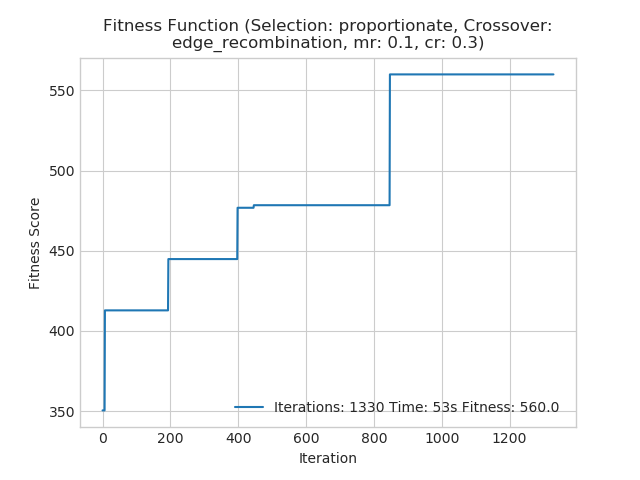 Fitness Function (Selection: proportionate, Crossover:
edge_recombination, mr: 0.1, cr: 0.3)
Fitness Score
550
500
450
400
350
Iterations: 1330 Time: 53s Fitness: 560.0
0 200 400 600 800 1000 1200
Iteration